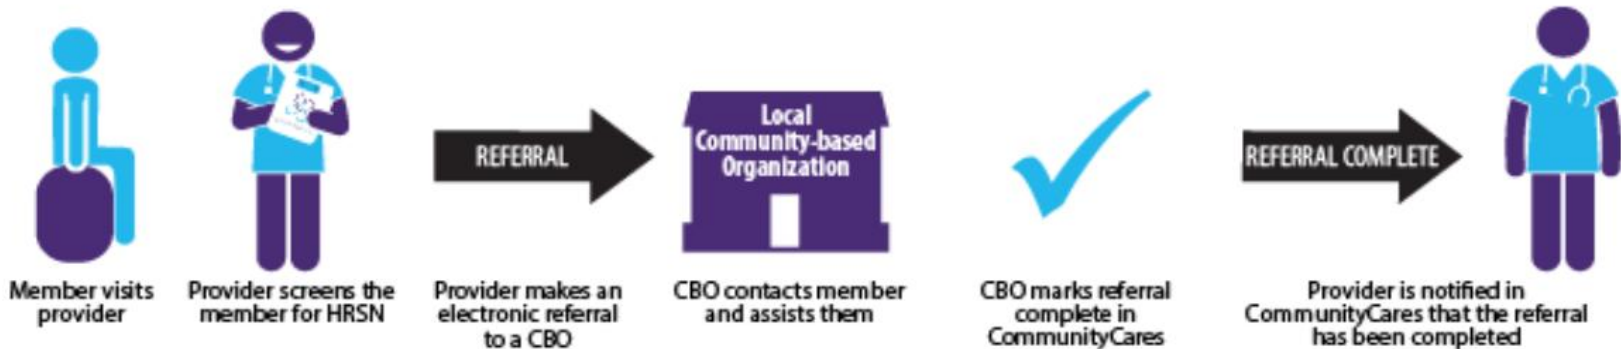 Member visits
provider
Provider screens the
member for HRSN
REFERRAL
Provider makes an
electronic referral
to a CBO
Local
Community-based
Organization
CBO contacts member
and assists them
CBO marks referral
complete in
CommunityCares
REFERRAL COMPLETE
Provider is notified in
CommunityCares that the referral
has been completed